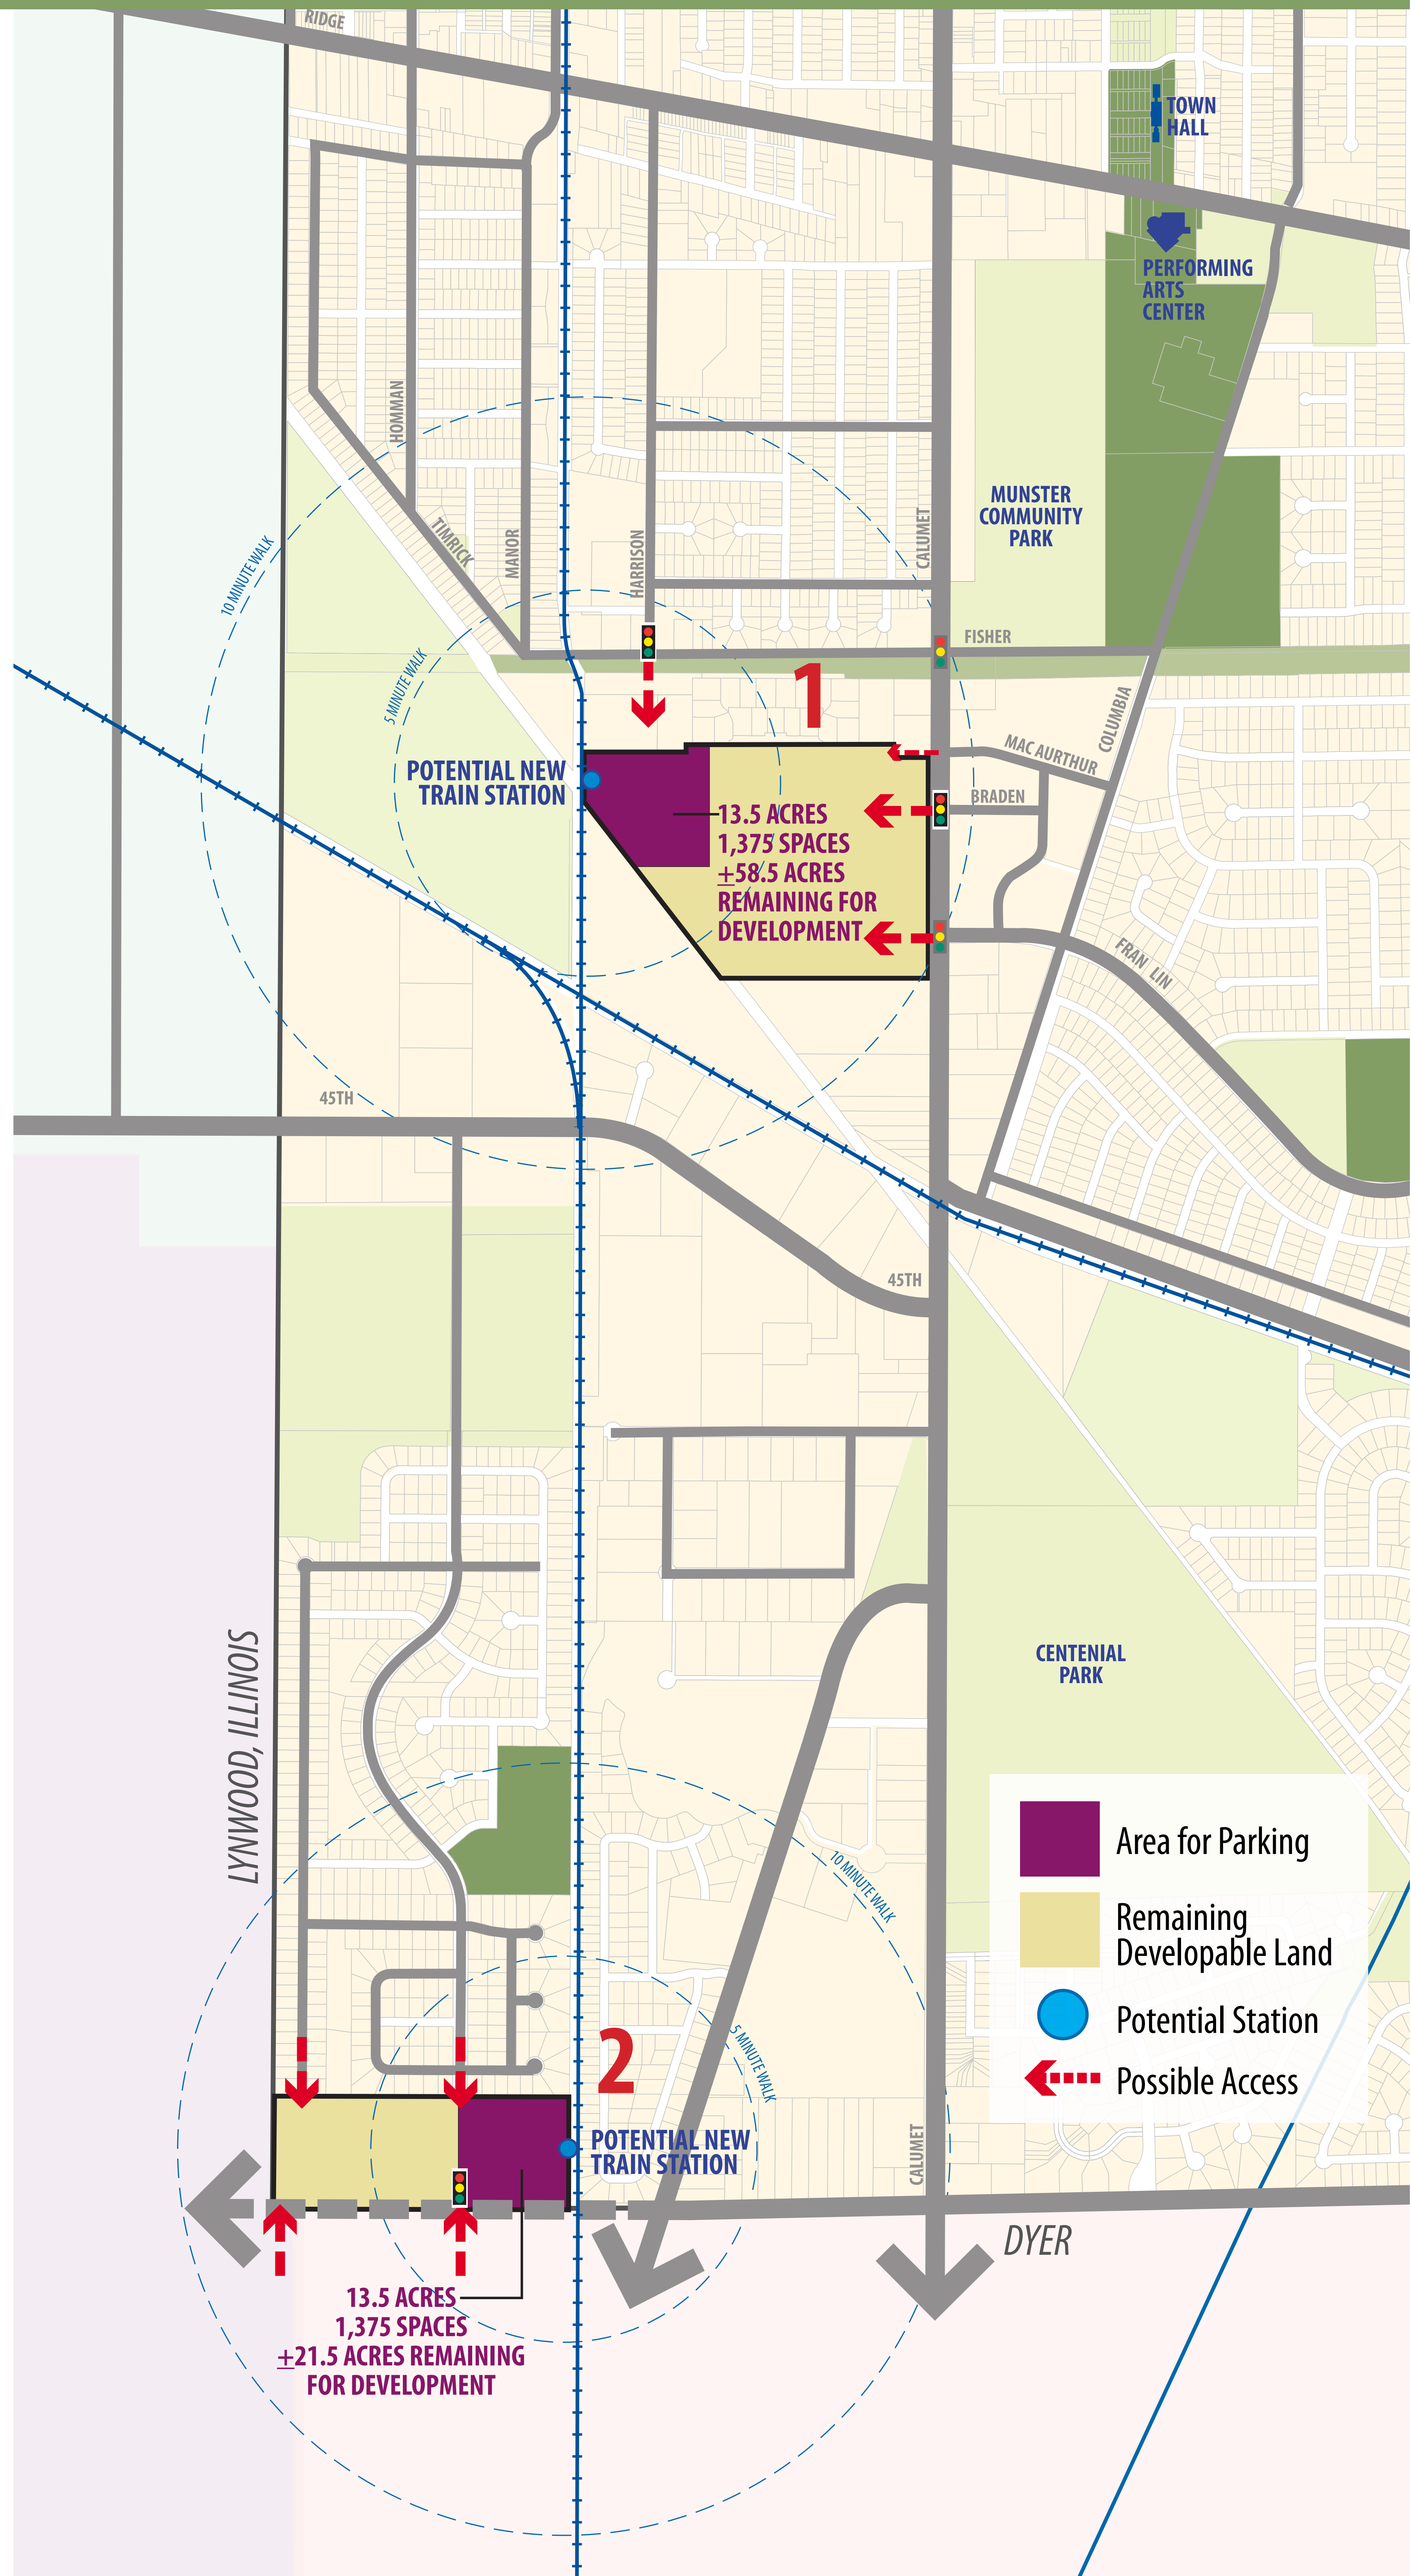 RIDGE
TOWN
HALL
PERFORMING
ARTS
CENTER
HOMMAN
TIMRICK
MANOR
HARRISON
CALUMET
MUNSTER
COMMUNITY
PARK
10 MINUTE WALK
5 MINUTE WALK
FISHER
1
COLUMBIA
MAC AURTHUR
POTENTIAL NEW
TRAIN STATION
BRADEN
13.5 ACRES
1,375 SPACES
±58.5 ACRES
REMAINING FOR
DEVELOPMENT
FRAN LIN
45TH
45TH
LYNWOOD, ILLINOIS
CENTENIAL
PARK
10 MINUTE WALK
5 MINUTE WALK
Area for Parking
Remaining
Developable Land
Potential Station
Possible Access
2
POTENTIAL NEW
TRAIN STATION
CALUMET
DYER
13.5 ACRES
1,375 SPACES
±21.5 ACRES REMAINING
FOR DEVELOPMENT